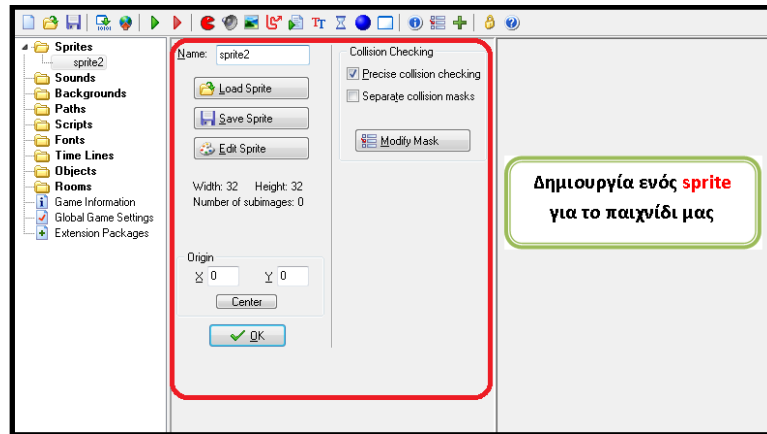 Sprites
sprite2
Sounds
Backgrounds
Paths
Scripts
Fonts
Time Lines
Objects
Rooms
Game Information
Global Game Settings
Extension Packages
Name: sprite2
Load Sprite
Save Sprite
Edit Sprite
Width: 32 Height: 32
Number of subimages: 0
Origin
X 0 Y 0
Center
OK
Collision Checking
Precise collision checking
Separate collision masks
Modify Mask
Δημιουργία ενός sprite
για το παιχνίδι μας